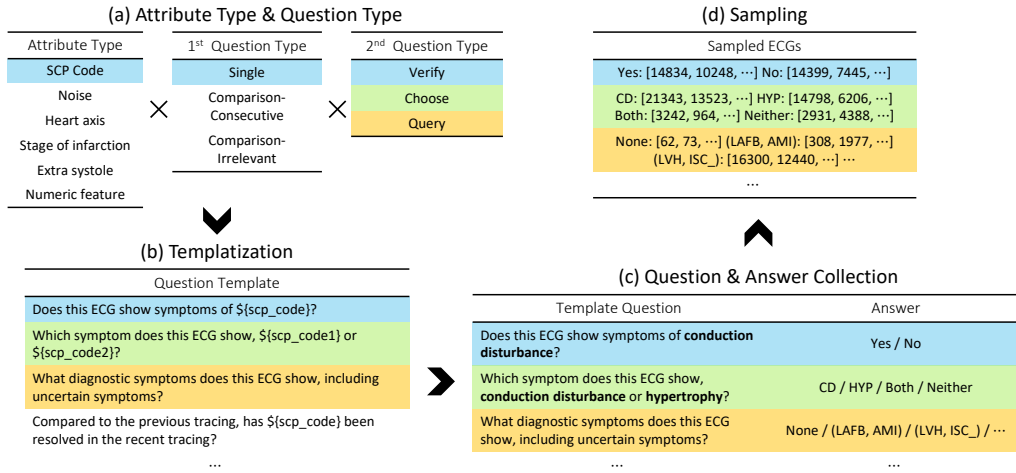 (a) Attribute Type & Question Type
Attribute Type
SCP Code
Noise
Heart axis
Stage of infarction
Extra systole
Numeric feature
×
1st Question Type
Single
Comparison-
Consecutive
Comparison-
Irrelevant
×
2nd Question Type
Verify
Choose
Query
(b) Templatization
Question Template
Does this ECG show symptoms of ${scp_code}?
Which symptom does this ECG show, ${scp_code1} or
${scp_code2}?
What diagnostic symptoms does this ECG show, including
uncertain symptoms?
Compared to the previous tracing, has ${scp_code} been
resolved in the recent tracing?
...
(c) Question & Answer Collection
Template Question Answer
Does this ECG show symptoms of conduction
disturbance?
Yes / No
Which symptom does this ECG show,
conduction disturbance or hypertrophy?
CD / HYP / Both / Neither
What diagnostic symptoms does this ECG
show, including uncertain symptoms?
None / (LAFB, AMI) / (LVH, ISC_) / ⋯
... ...
(d) Sampling
Sampled ECGs
Yes: [14834, 10248, ⋯] No: [14399, 7445, ⋯]
CD: [21343, 13523, ⋯] HYP: [14798, 6206, ⋯]
Both: [3242, 964, ⋯] Neither: [2931, 4388, ⋯]
None: [62, 73, ⋯] (LAFB, AMI): [308, 1977, ⋯]
(LVH, ISC_): [16300, 12440, ⋯] ⋯
...